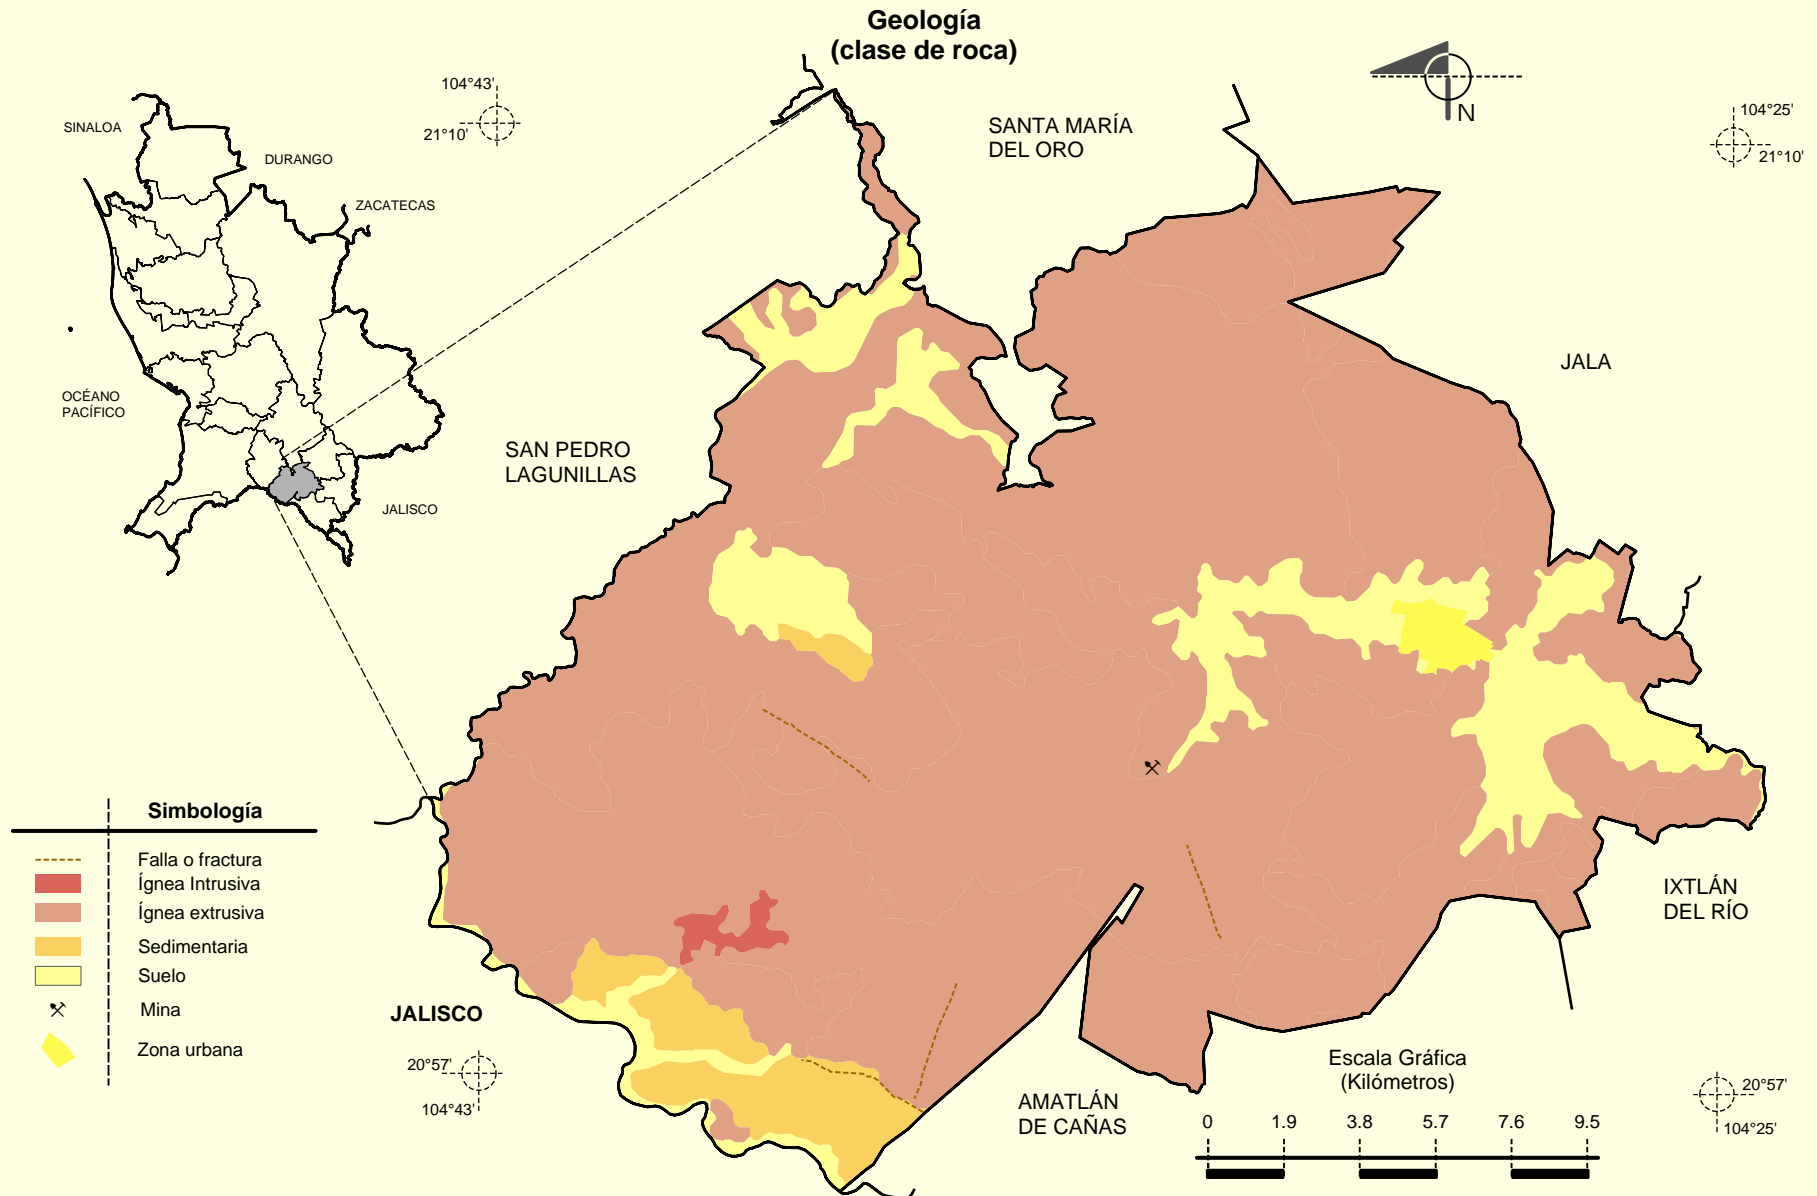 Geología
(clase de roca)
104°43'
21°10'
SINALOA
DURANGO
ZACATECAS
OCÉANO
PACÍFICO
JALISCO
N
104°25'
21°10'
SANTA MARÍA
DEL ORO
JALA
SAN PEDRO
LAGUNILLAS
IXTLÁN
DEL RÍO
JALISCO
20°57'
104°43'
AMATLÁN
DE CAÑAS
Simbología
Falla o fractura
Ígnea Intrusiva
Ígnea extrusiva
Sedimentaria
Suelo
Mina
Zona urbana
Escala Gráfica
(Kilómetros)
0 1.9 3.8 5.7 7.6 9.5
20°57'
104°25'